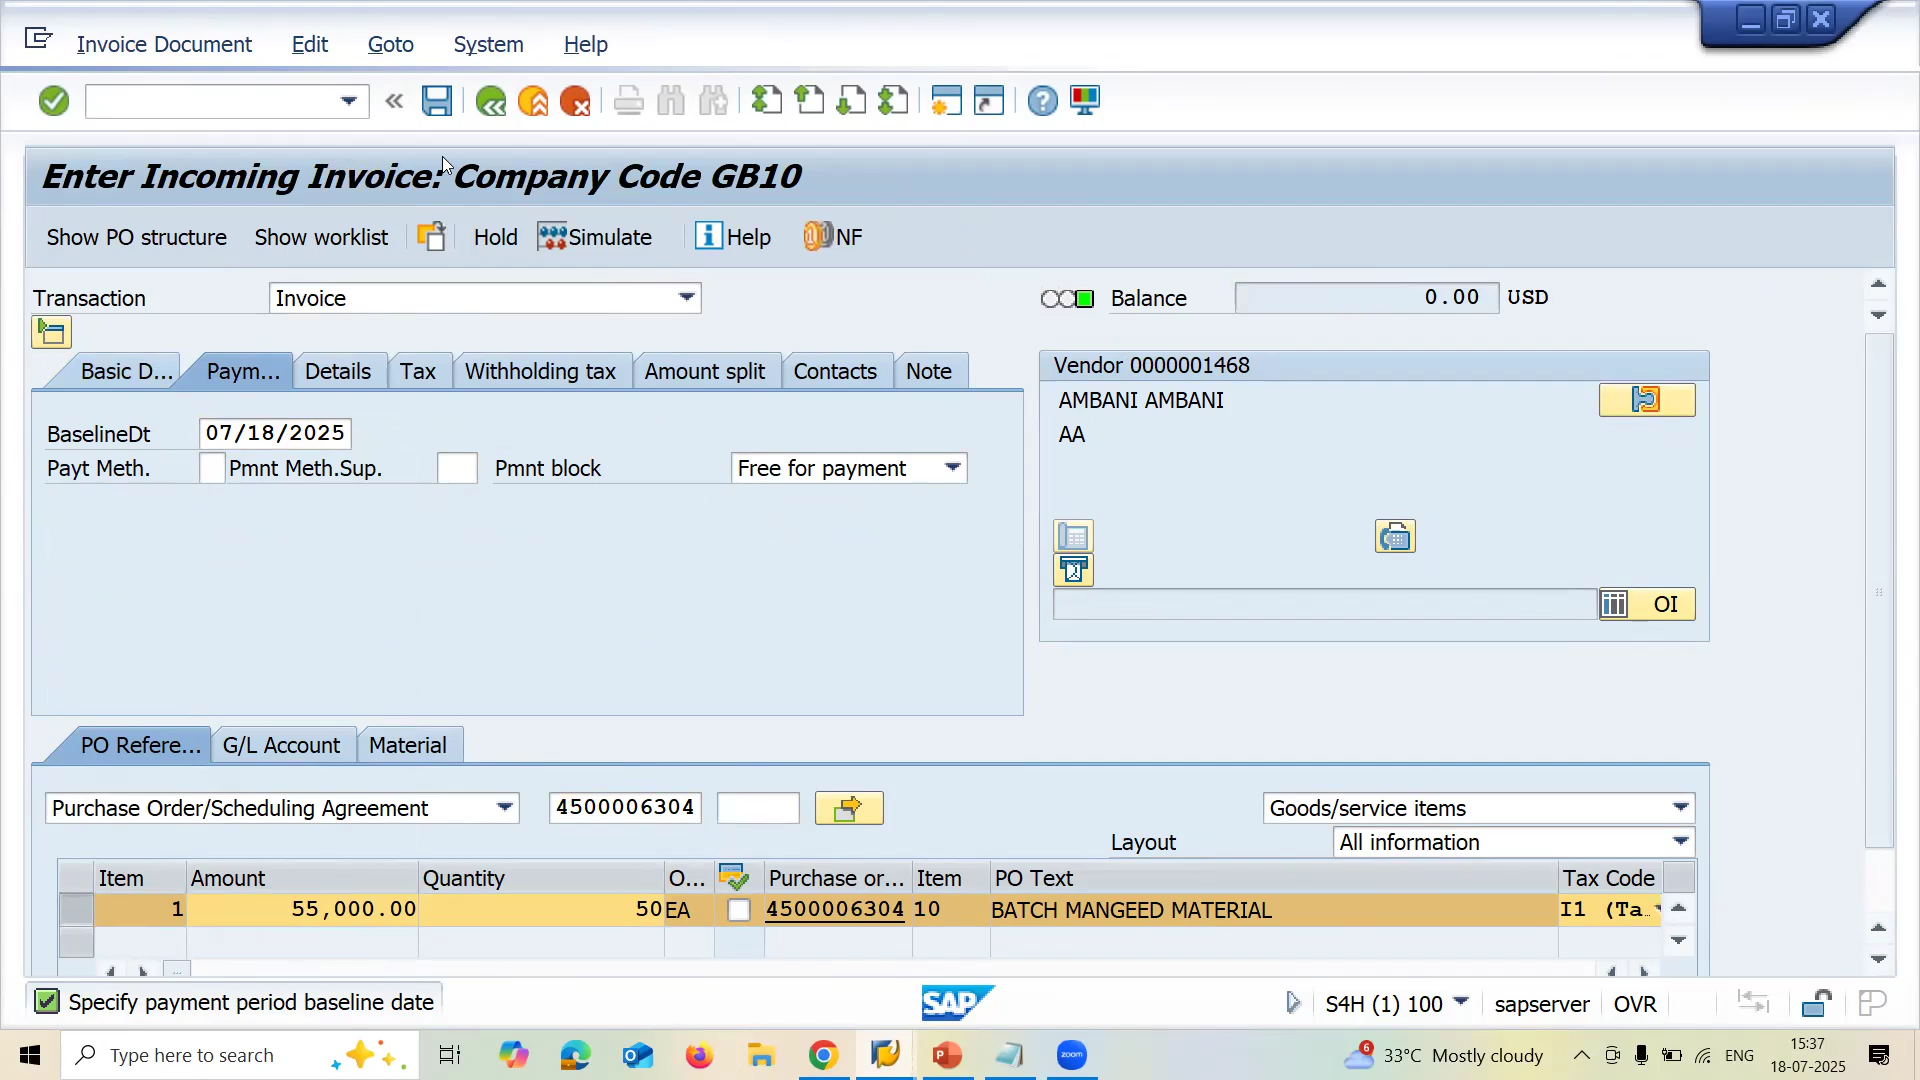 Invoice Document Edit Goto System Help
Enter Incoming Invoice: Company Code GB10
Show PO structure Show worklist Hold Simulate Help NF
Transaction Invoice Balance 0.00 USD
Basic D... Paym... Details Tax Withholding tax Amount split Contacts Note
Vendor 0000001468
AMBANI AMBANI
AA
BaselineDt 07/18/2025
Payt Meth. Pmnt Meth.Sup. Pmnt block Free for payment
OI
PO Refere... G/L Account Material
Purchase Order/Scheduling Agreement 4500006304 Goods/service items
Layout All information
Item Amount Quantity O... Purchase or... Item PO Text Tax Code
1 55,000.00 50 EA 4500006304 10 BATCH MANGEED MATERIAL I1 (Ta...
...
Specify payment period baseline date SAP S4H (1) 100 sapserver OVR
Type here to search zoom 6 33°C Mostly cloudy ENG 15:37
18-07-2025